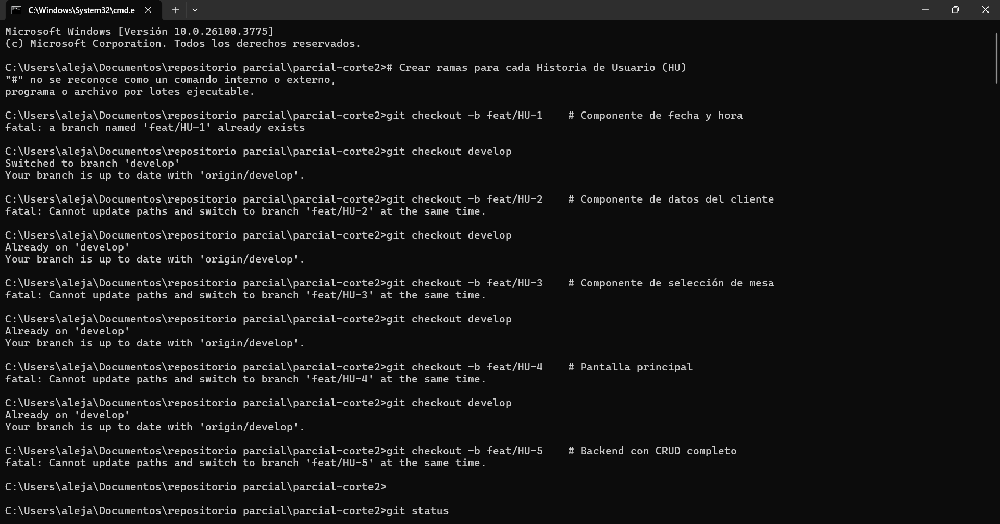 C:\Windows\System32\cmd.e
Microsoft Windows [Versión 10.0.26100.3775]
(c) Microsoft Corporation. Todos los derechos reservados.
C:\Users\aleja\Documentos\repositorio parcial\parcial-corte2># Crear ramas para cada Historia de Usuario (HU)
"#" no se reconoce como un comando interno o externo,
programa o archivo por lotes ejecutable.
C:\Users\aleja\Documentos\repositorio parcial\parcial-corte2>git checkout -b feat/HU-1    # Componente de fecha y hora
fatal: a branch named 'feat/HU-1' already exists
C:\Users\aleja\Documentos\repositorio parcial\parcial-corte2>git checkout develop
Switched to branch 'develop'
Your branch is up to date with 'origin/develop'.
C:\Users\aleja\Documentos\repositorio parcial\parcial-corte2>git checkout -b feat/HU-2    # Componente de datos del cliente
fatal: Cannot update paths and switch to branch 'feat/HU-2' at the same time.
C:\Users\aleja\Documentos\repositorio parcial\parcial-corte2>git checkout develop
Already on 'develop'
Your branch is up to date with 'origin/develop'.
C:\Users\aleja\Documentos\repositorio parcial\parcial-corte2>git checkout -b feat/HU-3    # Componente de selección de mesa
fatal: Cannot update paths and switch to branch 'feat/HU-3' at the same time.
C:\Users\aleja\Documentos\repositorio parcial\parcial-corte2>git checkout develop
Already on 'develop'
Your branch is up to date with 'origin/develop'.
C:\Users\aleja\Documentos\repositorio parcial\parcial-corte2>git checkout -b feat/HU-4    # Pantalla principal
fatal: Cannot update paths and switch to branch 'feat/HU-4' at the same time.
C:\Users\aleja\Documentos\repositorio parcial\parcial-corte2>git checkout develop
Already on 'develop'
Your branch is up to date with 'origin/develop'.
C:\Users\aleja\Documentos\repositorio parcial\parcial-corte2>git checkout -b feat/HU-5    # Backend con CRUD completo
fatal: Cannot update paths and switch to branch 'feat/HU-5' at the same time.
C:\Users\aleja\Documentos\repositorio parcial\parcial-corte2>
C:\Users\aleja\Documentos\repositorio parcial\parcial-corte2>git status